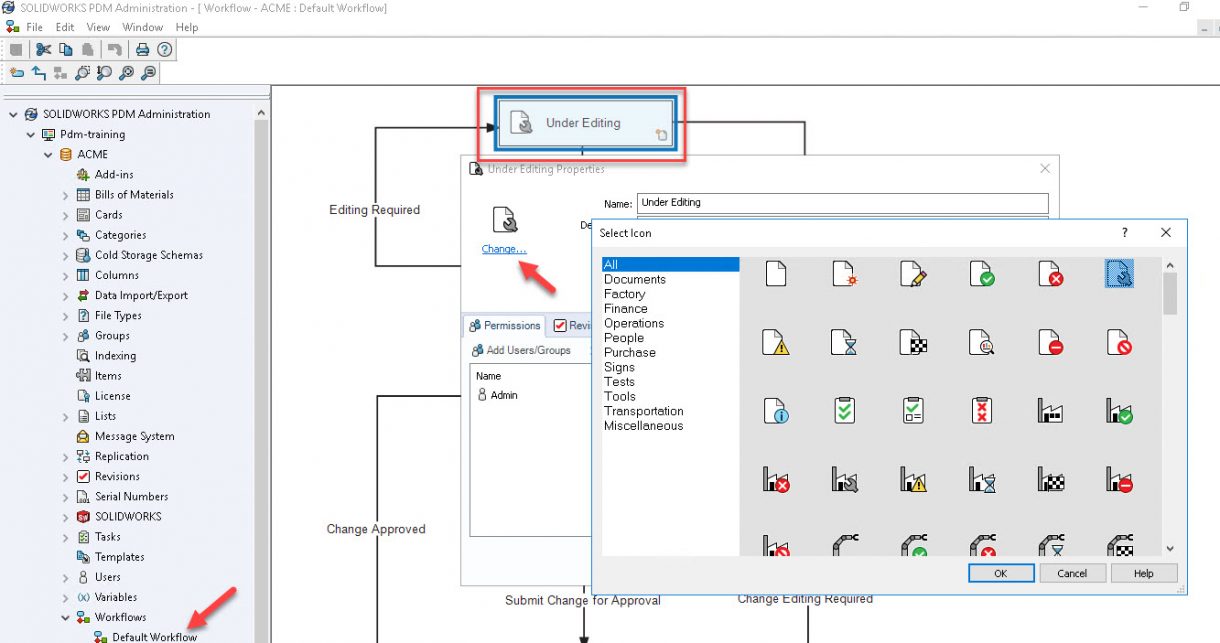 SOLIDWORKS PDM Administration - [ Workflow - ACME : Default Workflow]
File Edit View Window Help
SOLIDWORKS PDM Administration
Pdm-training
ACME
Add-ins
Bills of Materials
Cards
Categories
Cold Storage Schemas
Columns
Data Import/Export
File Types
Groups
Indexing
Items
License
Lists
Message System
Replication
Revisions
Serial Numbers
SOLIDWORKS
Tasks
Templates
Users
Variables
Workflows
Default Workflow
Under Editing
Editing Required
Change Approved
Submit Change for Approval
Change Editing Required
Under Editing Properties
Name: Under Editing
De
Change...
Permissions Revi
Add Users/Groups
Name
Admin
Select Icon
?
All
Documents
Factory
Finance
Operations
People
Purchase
Signs
Tests
Tools
Transportation
Miscellaneous
OK Cancel Help